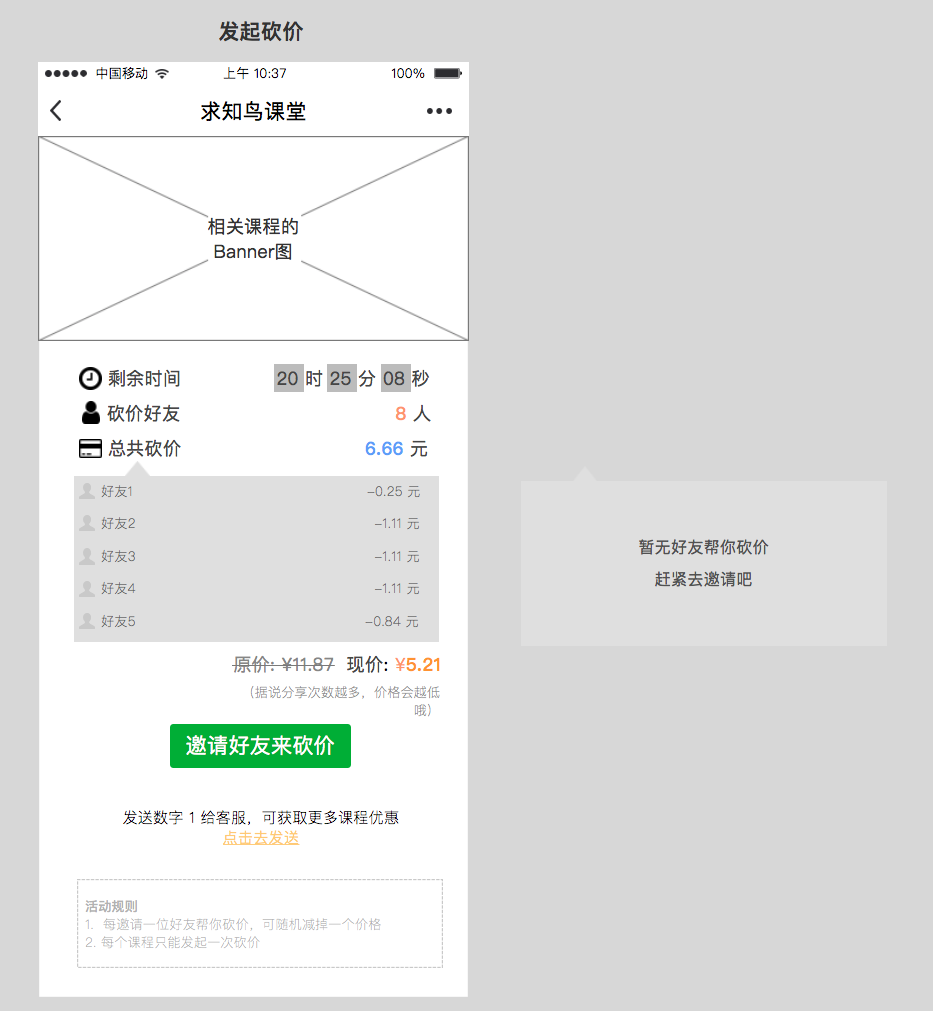 发起砍价
中国移动 上午 10:37 100%
求知鸟课堂
相关课程的
Banner图
剩余时间 20 时 25 分 08 秒
砍价好友 8 人
总共砍价 6.66 元
好友1 -0.25 元
好友2 -1.11 元
好友3 -1.11 元
好友4 -1.11 元
好友5 -0.84 元
暂无好友帮你砍价
赶紧去邀请吧
原价: ¥11.87 现价: ¥5.21
（据说分享次数越多，价格会越低
哦）
邀请好友来砍价
发送数字 1 给客服，可获取更多课程优惠
点击去发送
活动规则
1. 每邀请一位好友帮你砍价，可随机减掉一个价格
2. 每个课程只能发起一次砍价